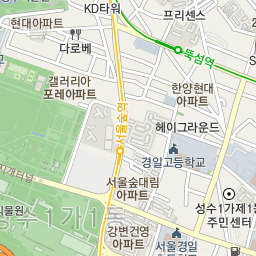 KD타워
프리센스
현대아파트
다로베
뚝섬역
갤러리아
포레아파트
한양현대
아파트
서울숲역
헤이그라운드
경일고등학교
서울숲대림
아파트
성수1가제1동
주민센터
성수1가1동
식물원
강변건영
아파트
서울경일